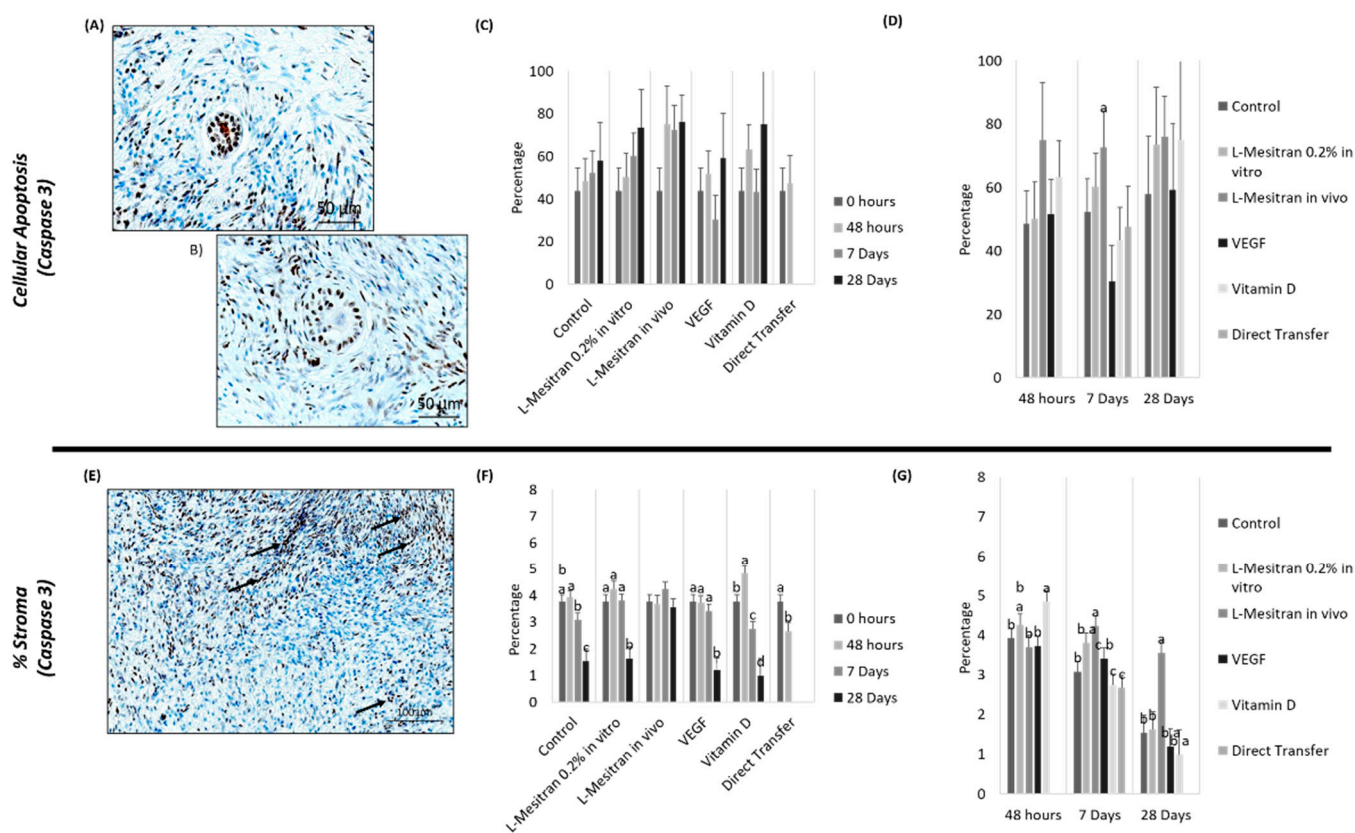 Cellular Apoptosis
(Caspase 3)
(A)
50 µm
B)
50 µm
(C)
Percentage
100
80
60
40
20
0
Control
L-Mesitran 0.2% in vitro
L-Mesitran in vivo
VEGF
Vitamin D
Direct Transfer
0 hours
48 hours
7 Days
28 Days
(D)
Percentage
100
80
60
40
20
0
a
48 hours
7 Days
28 Days
Control
L-Mesitran 0.2% in
vitro
L-Mesitran in vivo
VEGF
Vitamin D
Direct Transfer
% Stroma
(Caspase 3)
(E)
100 µm
(F)
Percentage
8
7
6
5
4
3
2
1
0
b
a a b c
a a a b
a a a b
b a c d
a b
Control
L-Mesitran 0.2% in vitro
L-Mesitran in vivo
VEGF
Vitamin D
Direct Transfer
0 hours
48 hours
7 Days
28 Days
(G)
Percentage
8
7
6
5
4
3
2
1
0
b a b b b a
b b a a c b c c
b b a b a b a
48 hours
7 Days
28 Days
Control
L-Mesitran 0.2% in
vitro
L-Mesitran in vivo
VEGF
Vitamin D
Direct Transfer